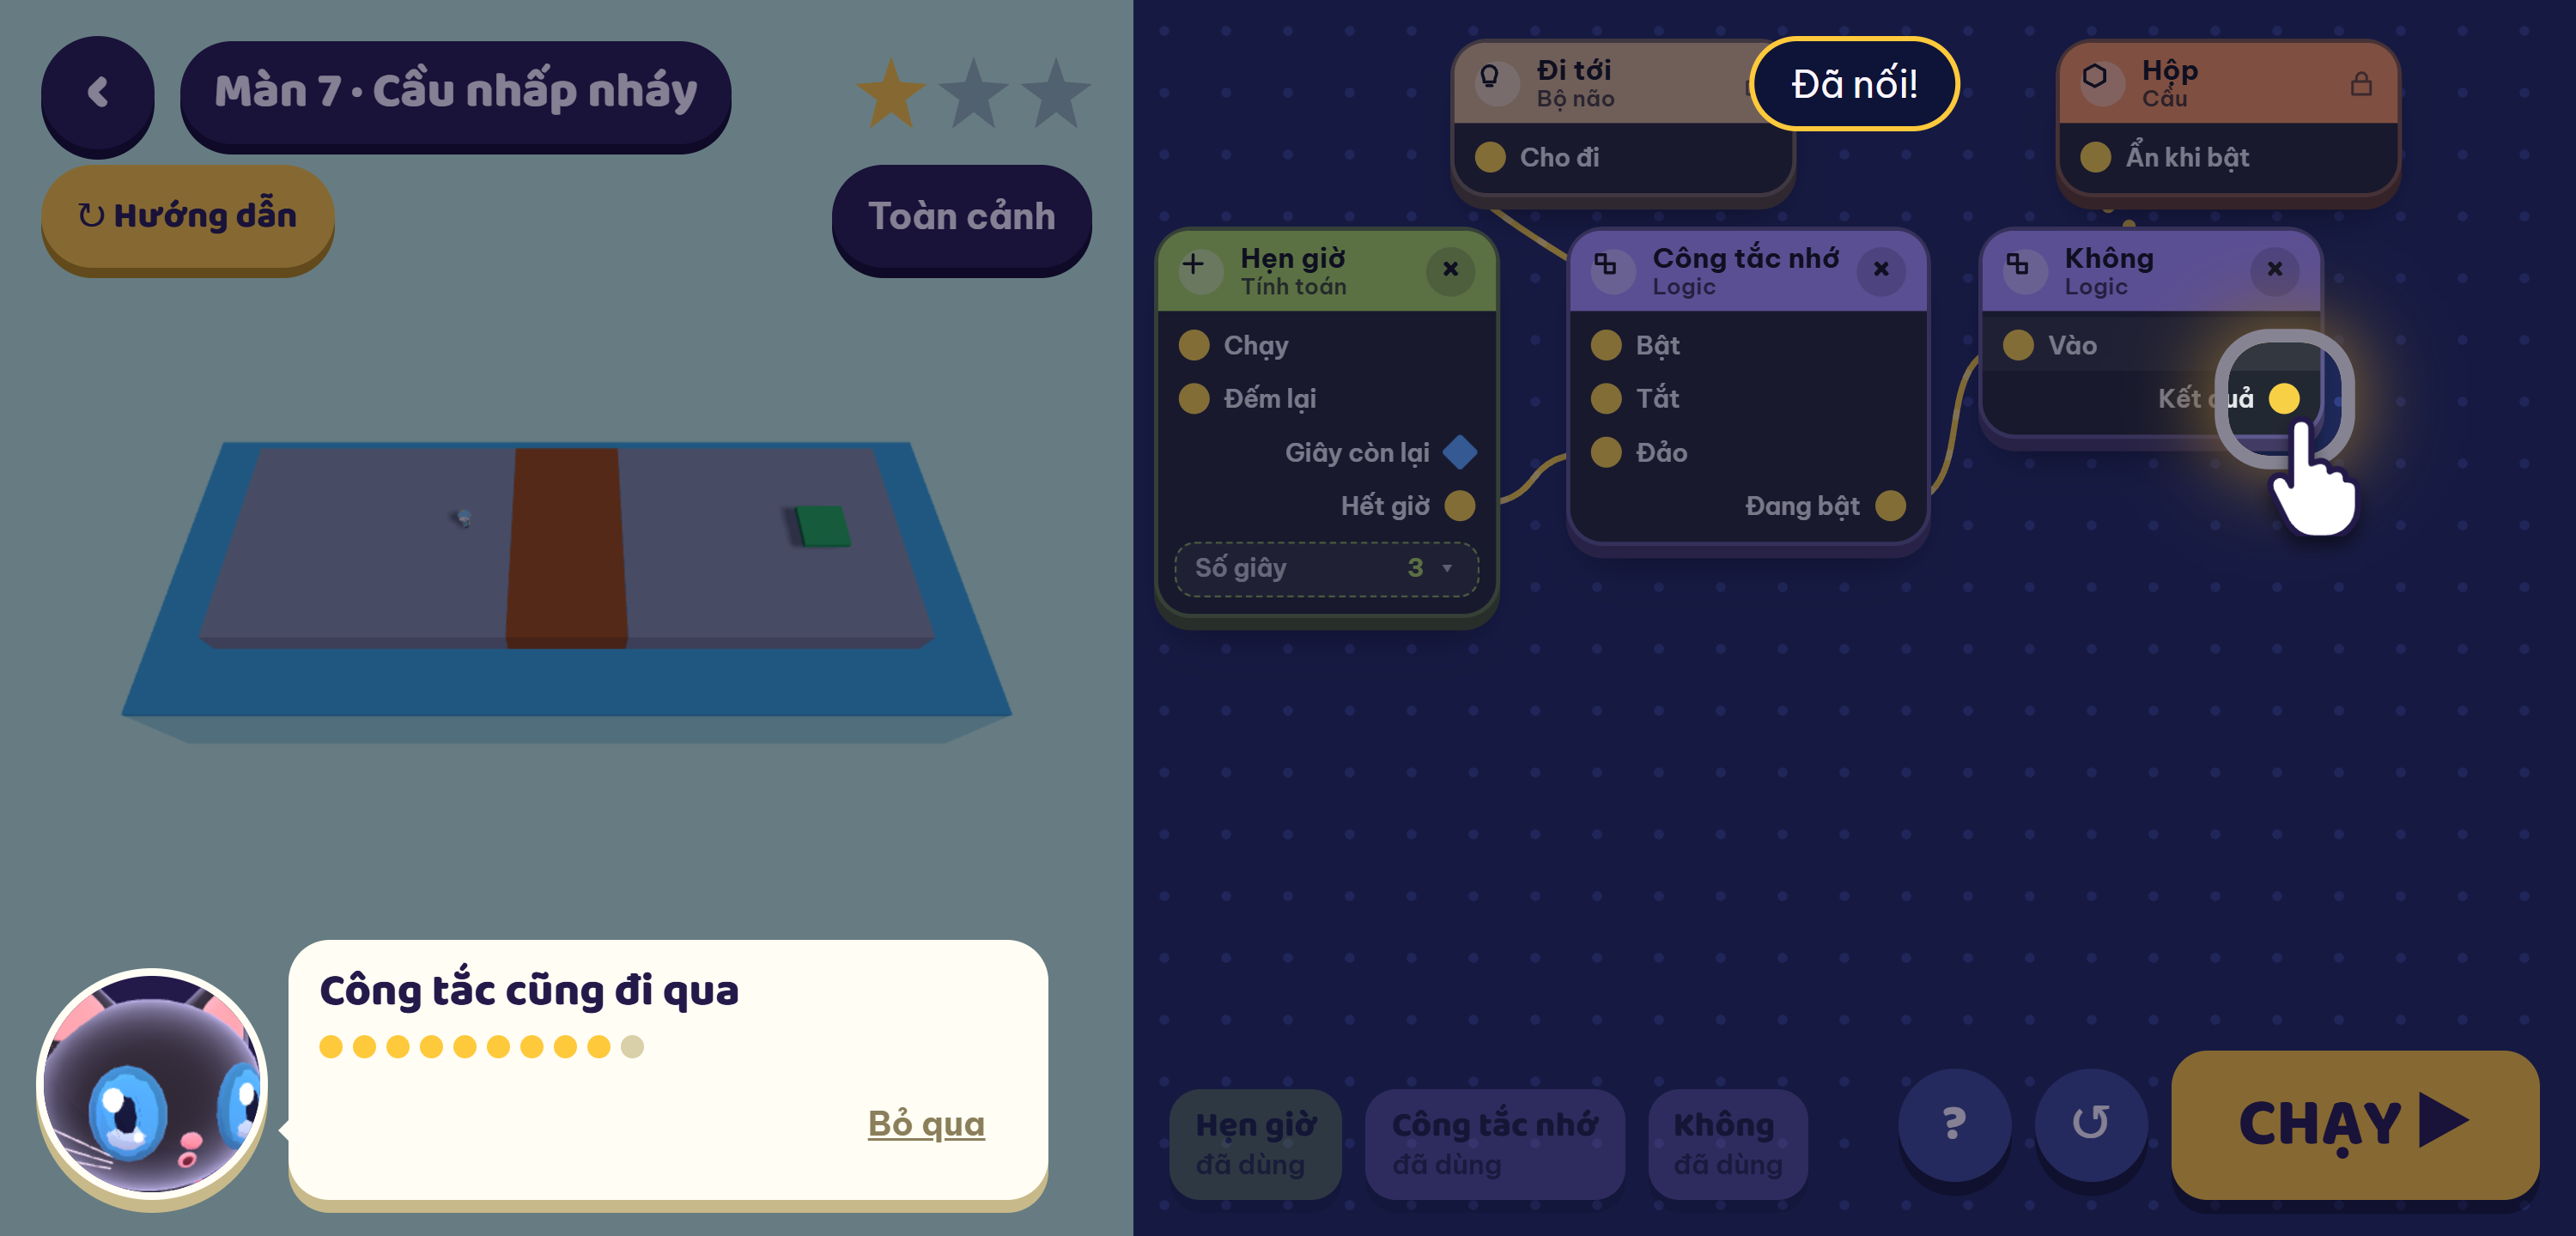 Màn 7 • Cầu nhấp nháy
↻ Hướng dẫn
Toàn cảnh
Công tắc cũng đi qua
Bỏ qua
Đi tới
Bộ não
Cho đi
Đã nối!
Hộp
Cầu
Ẩn khi bật
Hẹn giờ
Tính toán
Chạy
Đếm lại
Giây còn lại
Hết giờ
Số giây 3
Công tắc nhớ
Logic
Bật
Tắt
Đảo
Đang bật
Không
Logic
Vào
Kết quả
Hẹn giờ
đã dùng
Công tắc nhớ
đã dùng
Không
đã dùng
?
CHẠY